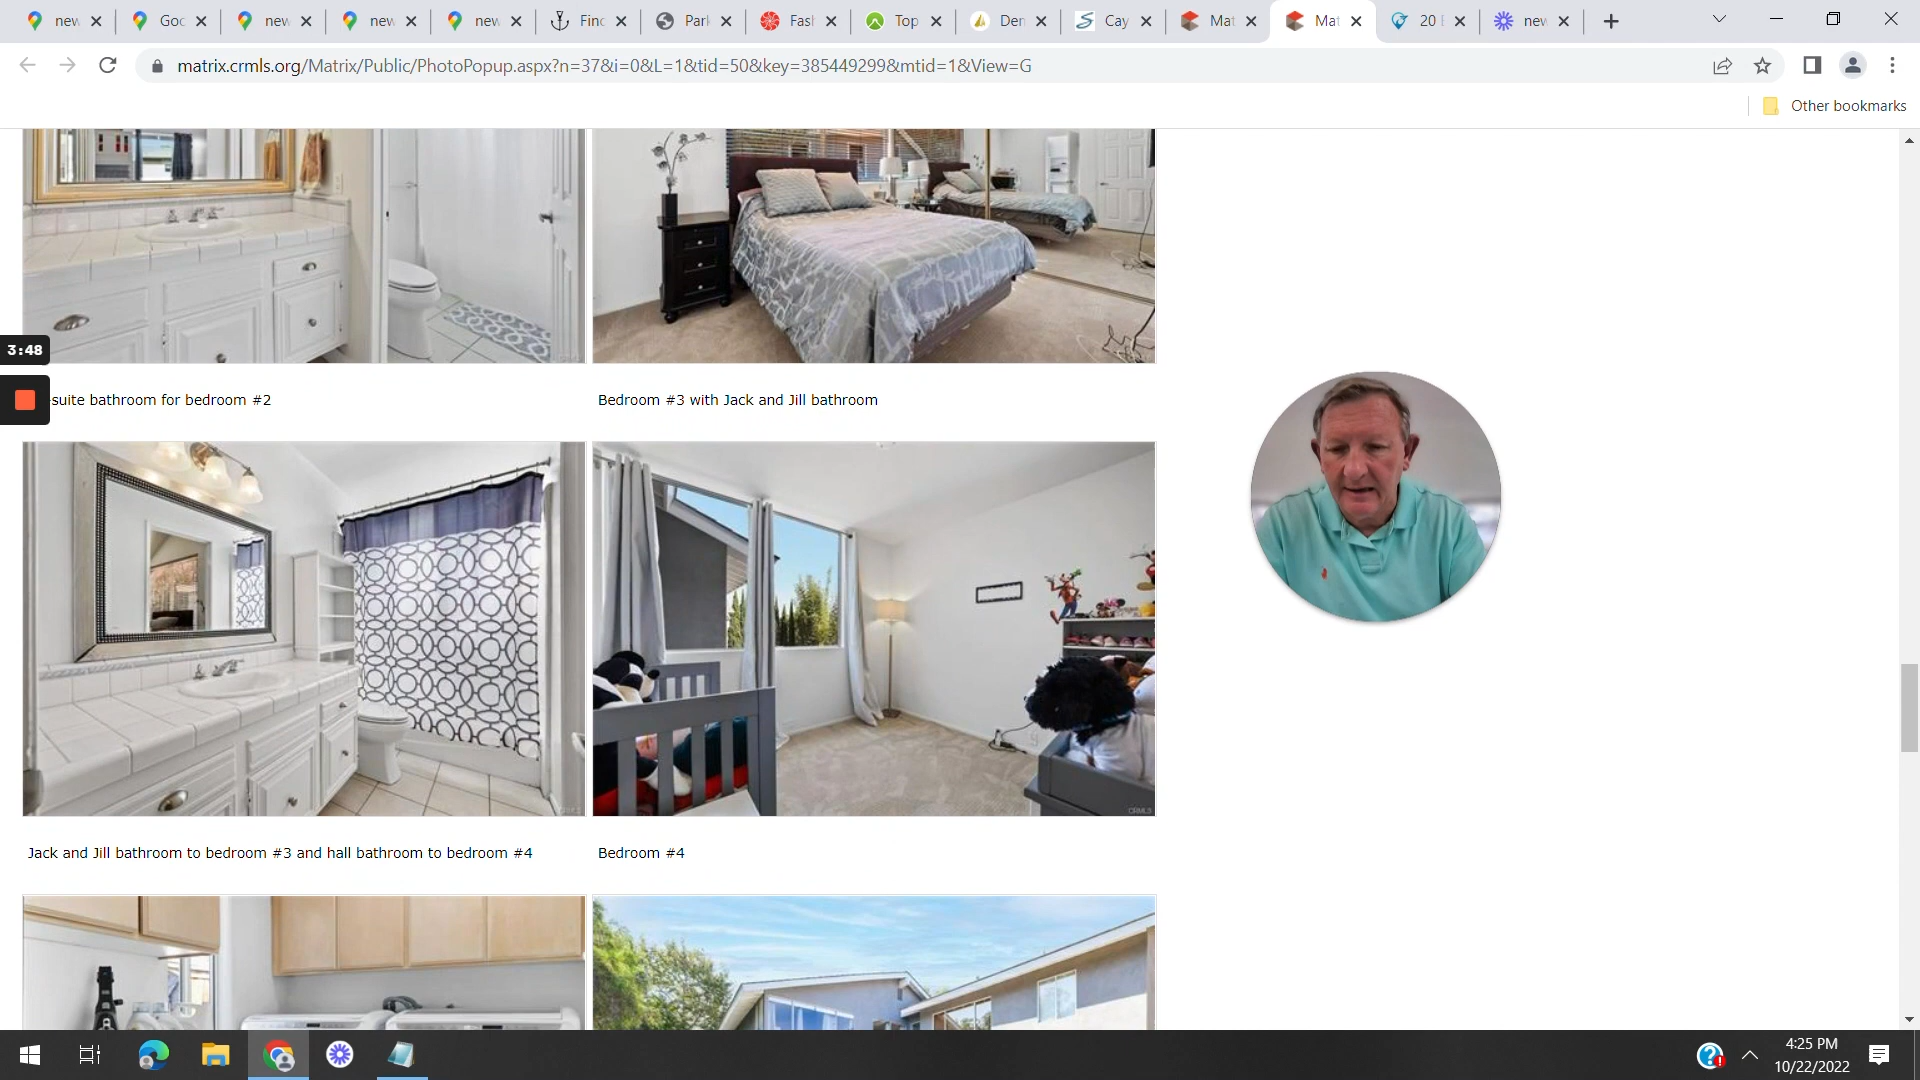 new
Goo
new
new
new
Finc
Park
Fash
Top
Den
Cay
Mat
Mat
20 E
new
matrix.crmls.org/Matrix/Public/PhotoPopup.aspx?n=37&i=0&L=1&tid=50&key=385449299&mtid=1&View=G
Other bookmarks
3:48
suite bathroom for bedroom #2
Bedroom #3 with Jack and Jill bathroom
Jack and Jill bathroom to bedroom #3 and hall bathroom to bedroom #4
Bedroom #4
4:25 PM
10/22/2022